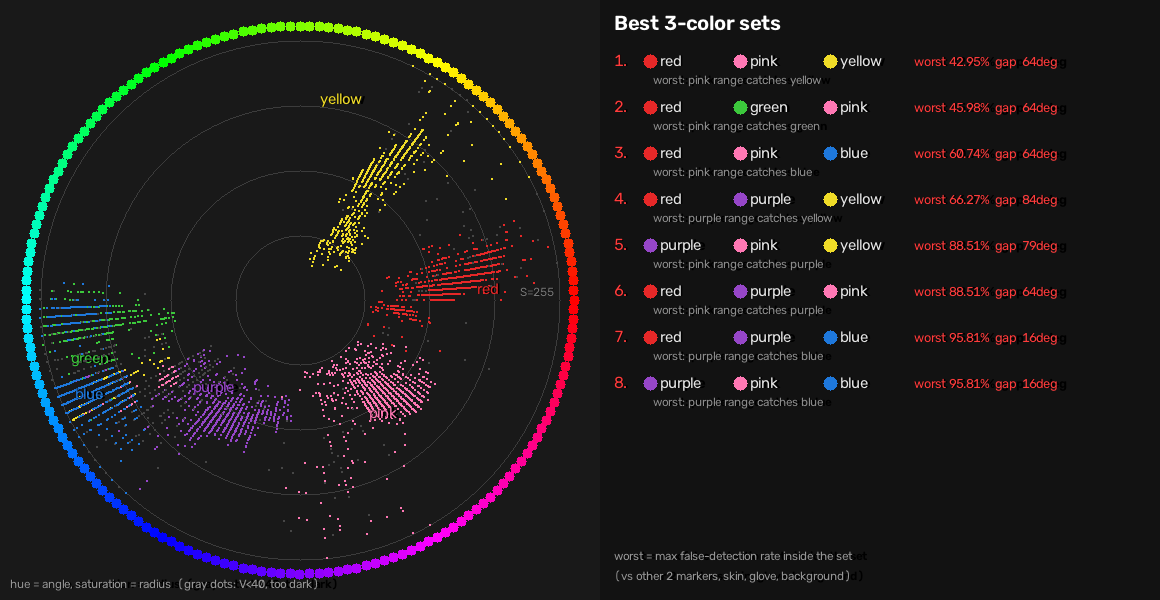 yellow
red
S=255
green
blue
purple
pink
hue = angle, saturation = radius (gray dots: V<40, too dark)
Best 3-color sets
1. red pink yellow worst 42.95% gap 64deg
worst: pink range catches yellow
2. red green pink worst 45.98% gap 64deg
worst: pink range catches green
3. red pink blue worst 60.74% gap 64deg
worst: pink range catches blue
4. red purple yellow worst 66.27% gap 84deg
worst: purple range catches yellow
5. purple pink yellow worst 88.51% gap 79deg
worst: pink range catches purple
6. red purple pink worst 88.51% gap 64deg
worst: pink range catches purple
7. red purple blue worst 95.81% gap 16deg
worst: purple range catches blue
8. purple pink blue worst 95.81% gap 16deg
worst: purple range catches blue
worst = max false-detection rate inside the set
(vs other 2 markers, skin, glove, background)